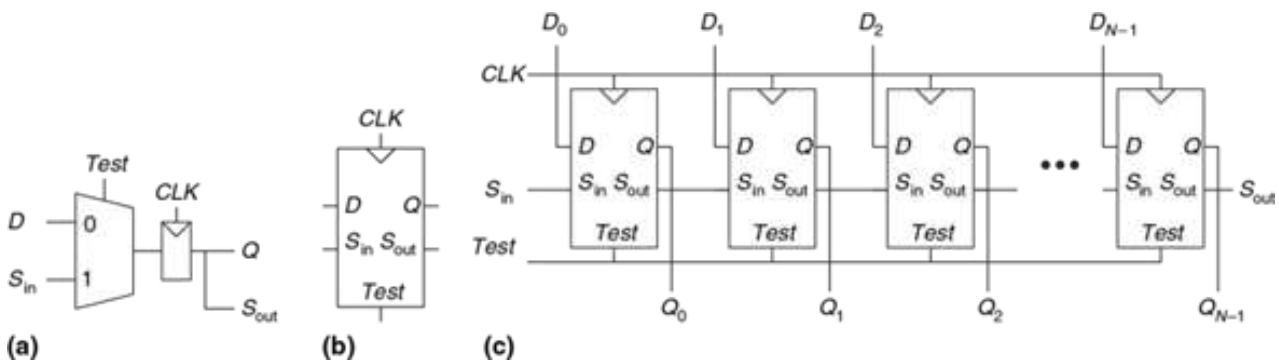 D₀ D₁ D₂ Dₙ₋₁
CLK
CLK
D Q D Q D Q D Q
Test CLK
D 0 Q D Q
Sᵢₙ Sₒᵤₜ Sᵢₙ Sₒᵤₜ Sᵢₙ Sₒᵤₜ Sᵢₙ Sₒᵤₜ Sᵢₙ Sₒᵤₜ
Sᵢₙ Sₒᵤₜ
Sᵢₙ 1
Test Test Test Test Test
Test
Sₒᵤₜ
Q₀ Q₁ Q₂ Qₙ₋₁
(a) (b) (c)